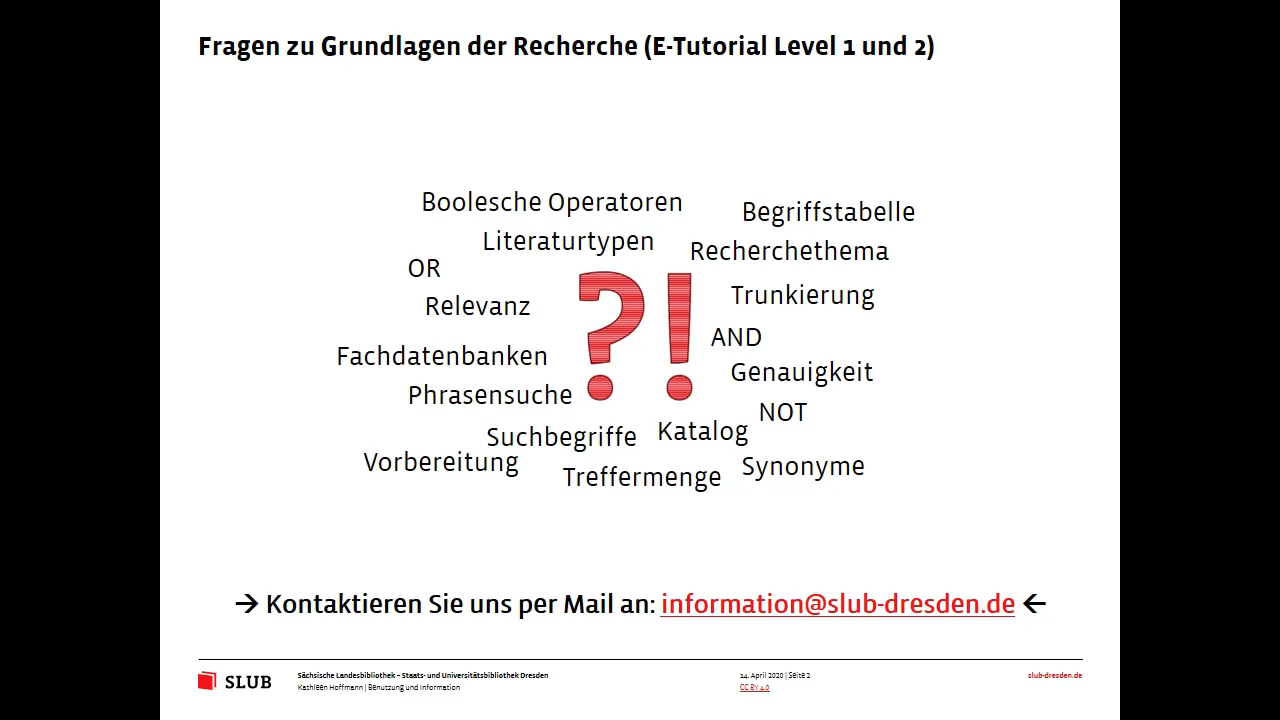 Fragen zu Grundlagen der Recherche (E-Tutorial Level 1 und 2)
Boolesche Operatoren
Begriffstabelle
Literaturtypen
Recherchethema
OR
Trunkierung
Relevanz
?!
AND
Fachdatenbanken
Genauigkeit
Phrasensuche
NOT
Suchbegriffe
Katalog
Vorbereitung
Treffermenge
Synonyme
→ Kontaktieren Sie uns per Mail an: information@slub-dresden.de ←
SLUB
Sächsische Landesbibliothek – Staats- und Universitätsbibliothek Dresden
Kathleen Hoffmann | Benutzung und Information
24. April 2020 | Seite 2
CC BY 4.0
slub-dresden.de